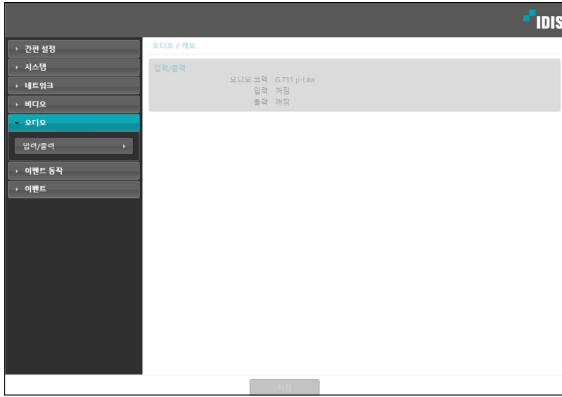 IDIS
간편 설정
시스템
네트워크
비디오
오디오
입력/출력
이벤트 동작
이벤트
오디오 / 개요
입력/출력
오디오 코덱 G.711 μ-Law
입력 꺼짐
출력 꺼짐
저장